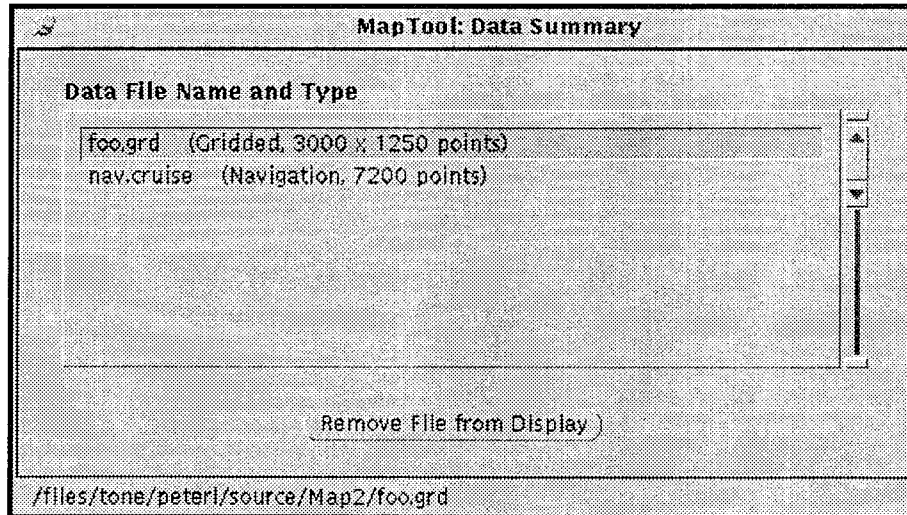 MapTool: Data Summary
Data File Name and Type
foo.grd (Gridded, 3000 x 1250 points)
nav.cruise (Navigation, 7200 points)
Remove File from Display
/files/tone/peterl/source/Map2/foo.grd